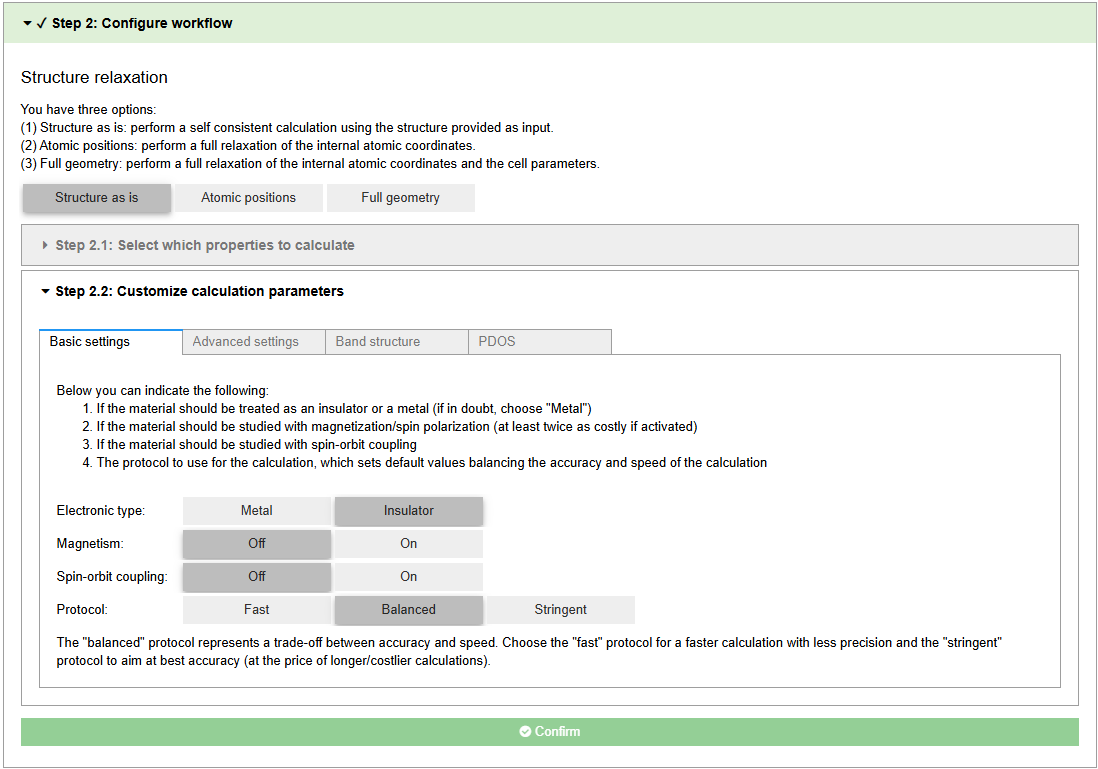 ✓ Step 2: Configure workflow
Structure relaxation
You have three options:
(1) Structure as is: perform a self consistent calculation using the structure provided as input.
(2) Atomic positions: perform a full relaxation of the internal atomic coordinates.
(3) Full geometry: perform a full relaxation of the internal atomic coordinates and the cell parameters.
Structure as is Atomic positions Full geometry
Step 2.1: Select which properties to calculate
Step 2.2: Customize calculation parameters
Basic settings Advanced settings Band structure PDOS
Below you can indicate the following:
1. If the material should be treated as an insulator or a metal (if in doubt, choose "Metal")
2. If the material should be studied with magnetization/spin polarization (at least twice as costly if activated)
3. If the material should be studied with spin-orbit coupling
4. The protocol to use for the calculation, which sets default values balancing the accuracy and speed of the calculation
Electronic type: Metal Insulator
Magnetism: Off On
Spin-orbit coupling: Off On
Protocol: Fast Balanced Stringent
The "balanced" protocol represents a trade-off between accuracy and speed. Choose the "fast" protocol for a faster calculation with less precision and the "stringent"
protocol to aim at best accuracy (at the price of longer/costlier calculations).
Confirm